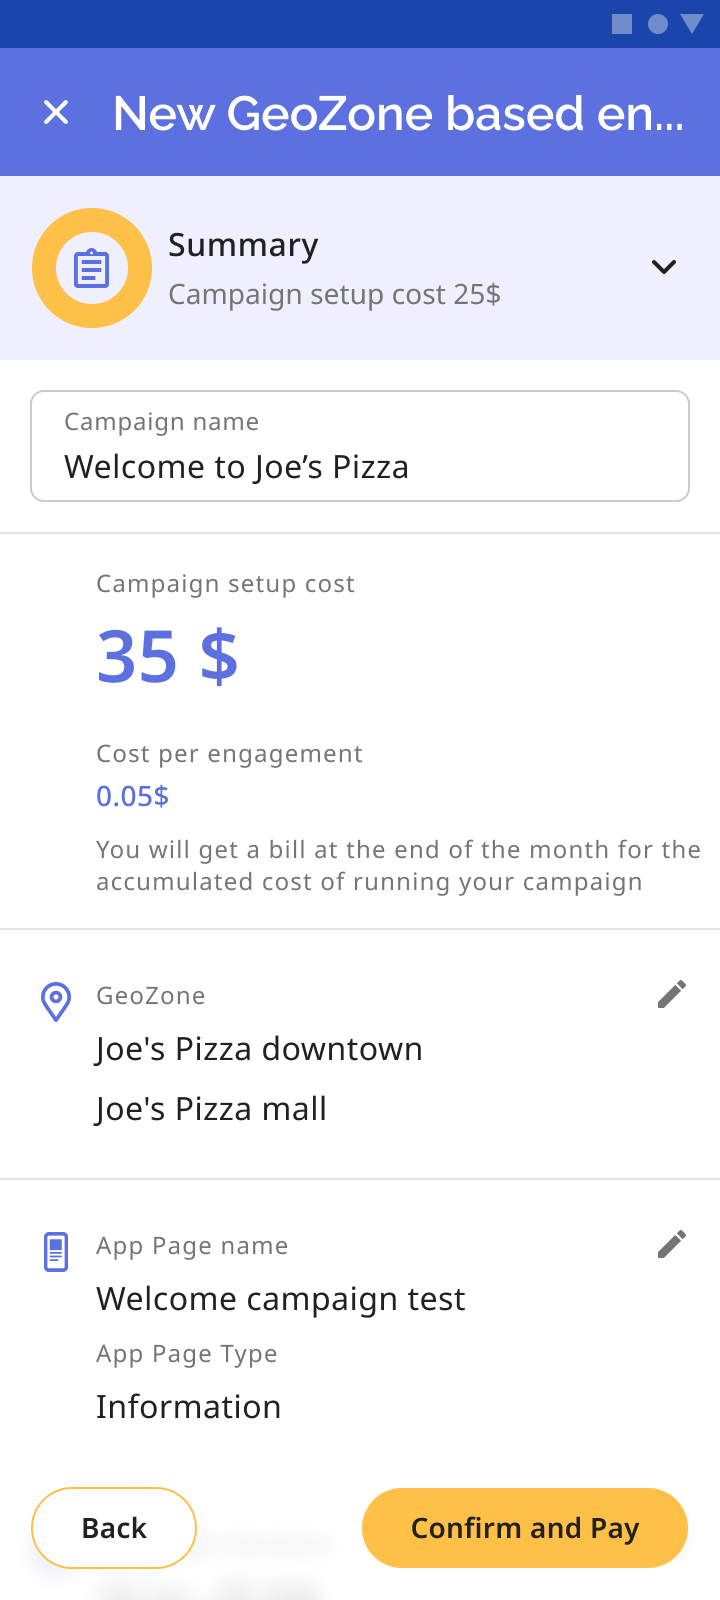 New GeoZone based en...
Summary
Campaign setup cost 25$
Campaign name
Welcome to Joe’s Pizza
Campaign setup cost
35 $
Cost per engagement
0.05$
You will get a bill at the end of the month for the
accumulated cost of running your campaign
GeoZone
Joe's Pizza downtown
Joe's Pizza mall
App Page name
Welcome campaign test
App Page Type
Information
Back
Confirm and Pay